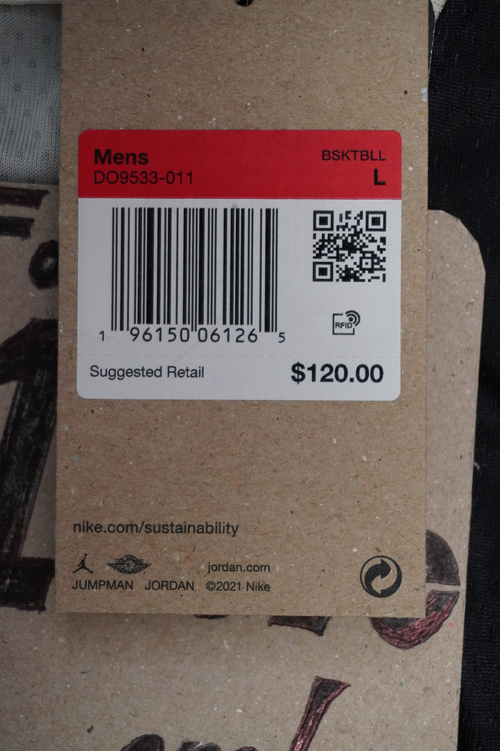 Mens BSKTBLL
DO9533-011 L
1 96150 06126 5
RFID
Suggested Retail $120.00
nike.com/sustainability
jordan.com
JUMPMAN JORDAN ©2021 Nike